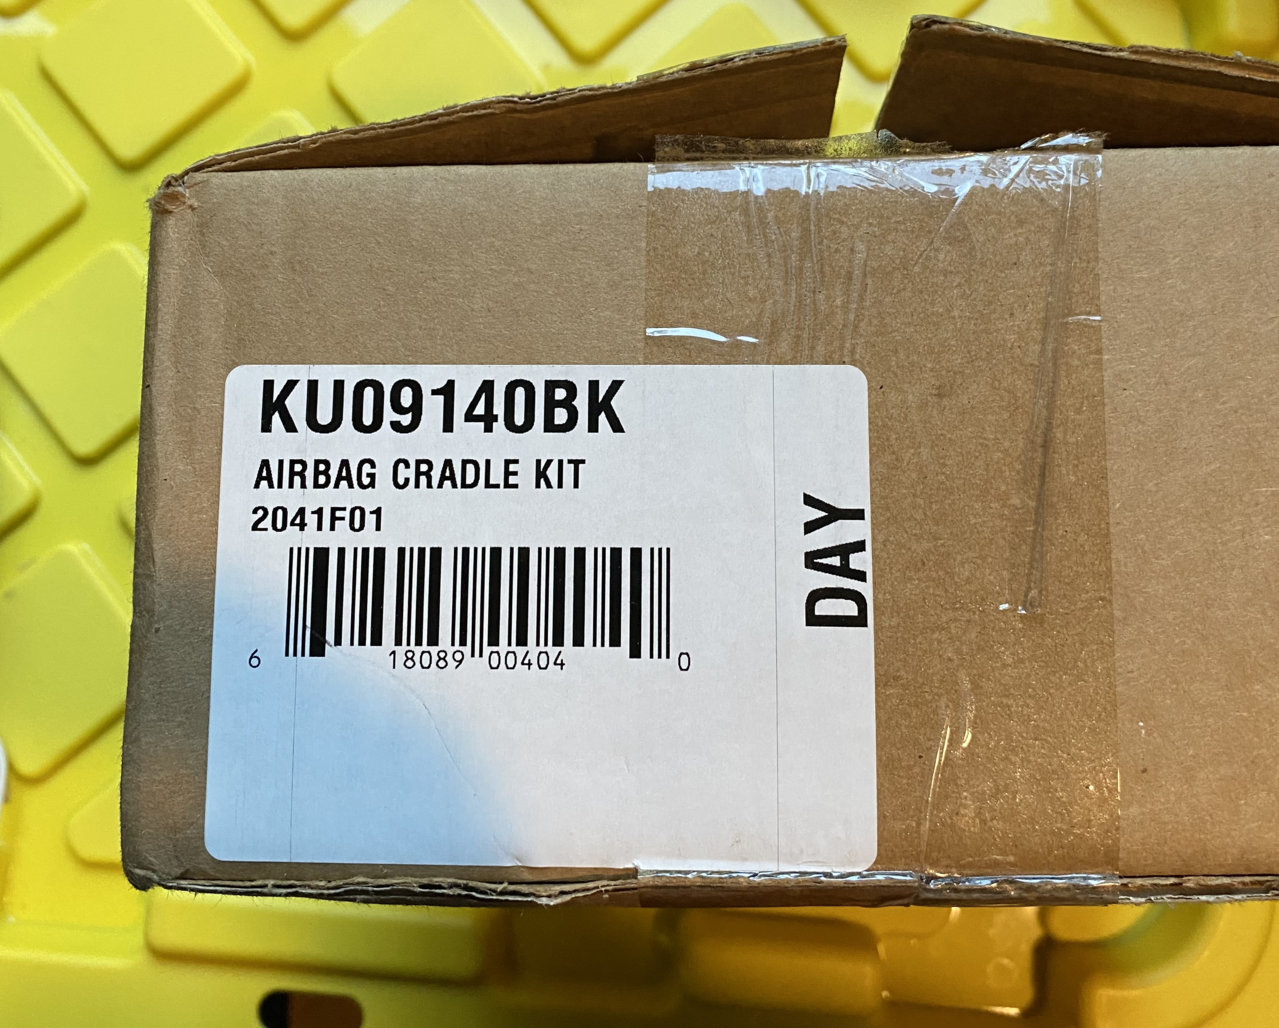 KU09140BK
AIRBAG CRADLE KIT
2041F01
6 18089 00404 0
DAY